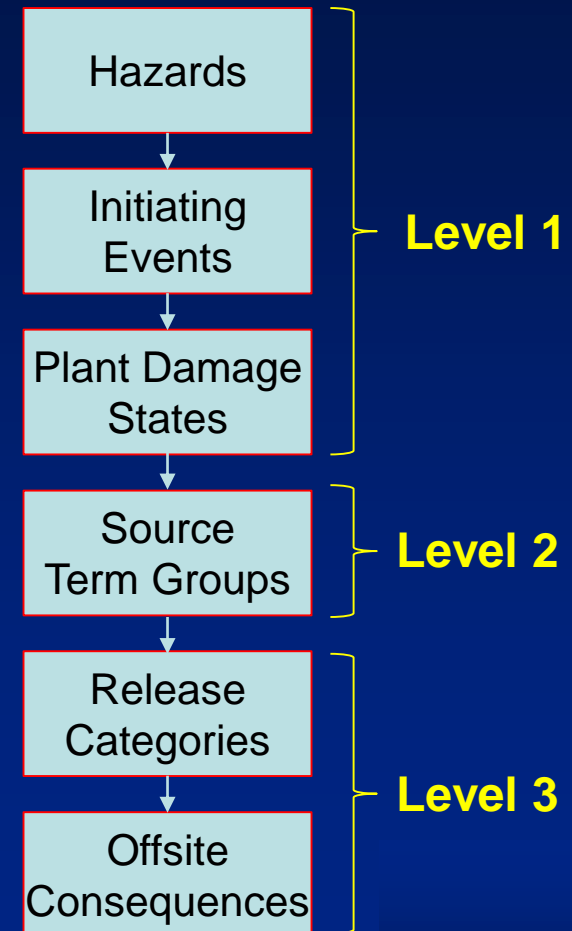 Hazards
Initiating
Events
Level 1
Plant Damage
States
Source
Term Groups
Level 2
Release
Categories
Level 3
Offsite
Consequences